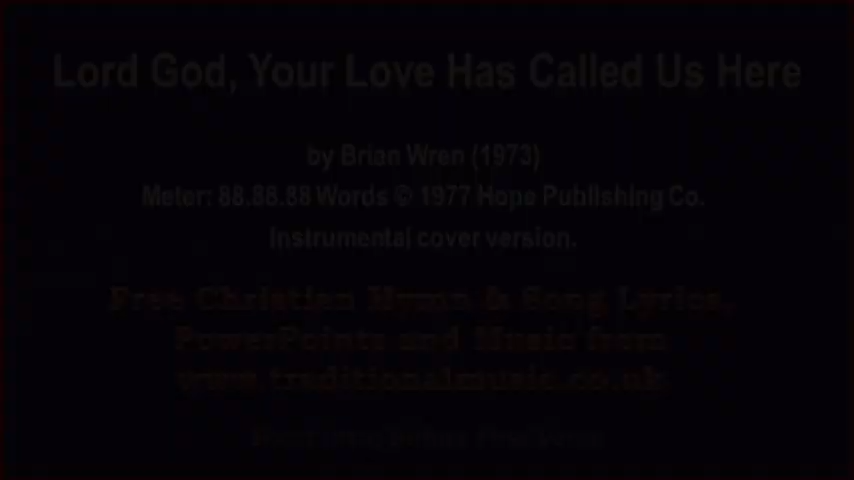 Lord God, Your Love Has Called Us Here
by Brian Wren (1973)
Meter: 88.88.88 Words © 1977 Hope Publishing Co.
Instrumental cover version.
Free Christian Hymn & Song Lyrics,
PowerPoints and Music from
www.traditionalmusic.co.uk